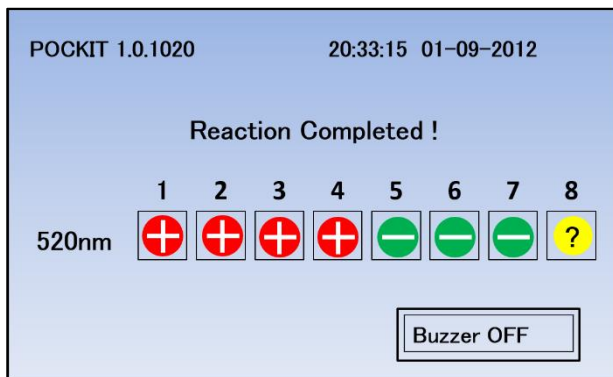 POCKIT 1.0.1020 20:33:15 01-09-2012
Reaction Completed !
1 2 3 4 5 6 7 8
520nm + + + + − − − ?
Buzzer OFF